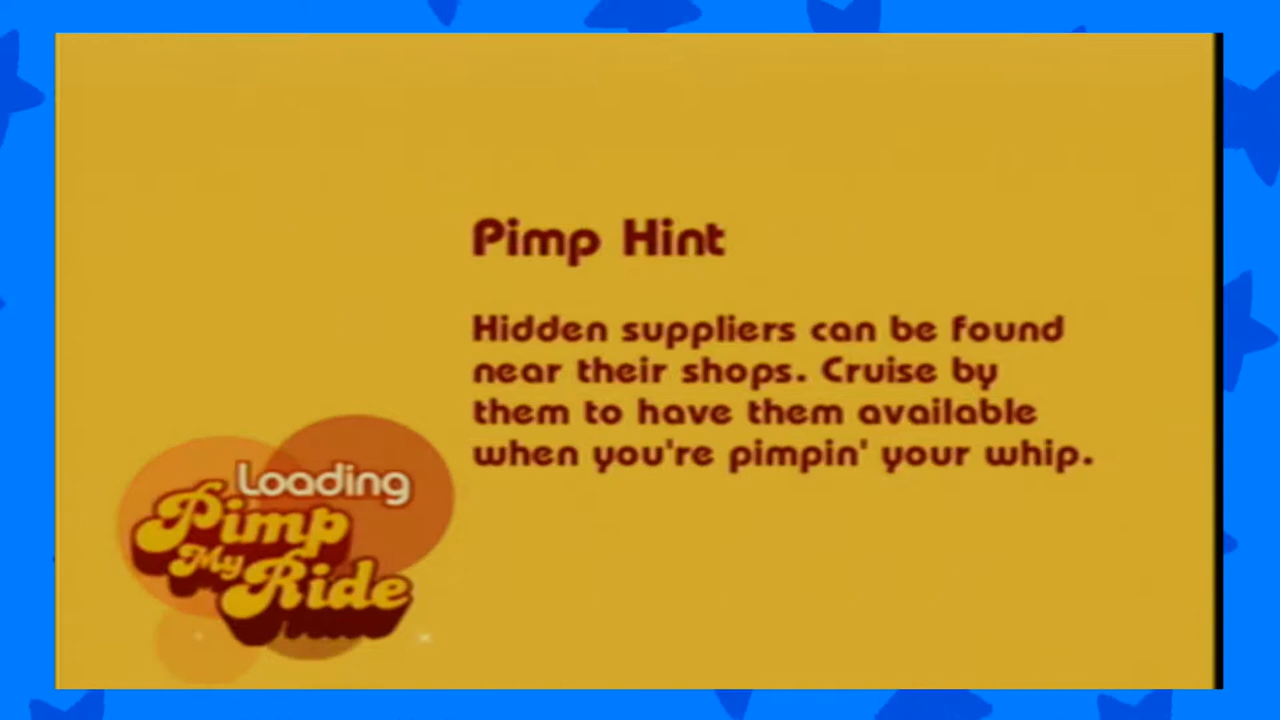 Pimp Hint
Hidden suppliers can be found
near their shops. Cruise by
them to have them available
when you're pimpin' your whip.
Loading
Pimp
My
Ride